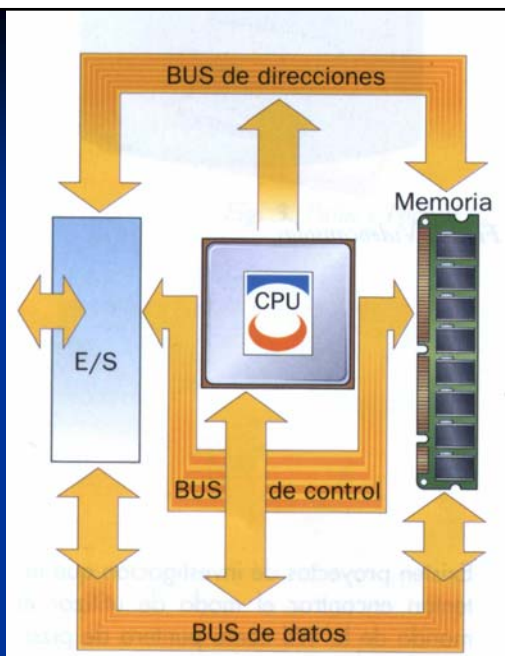 BUS de direcciones
Memoria
CPU
E/S
BUS de control
BUS de datos